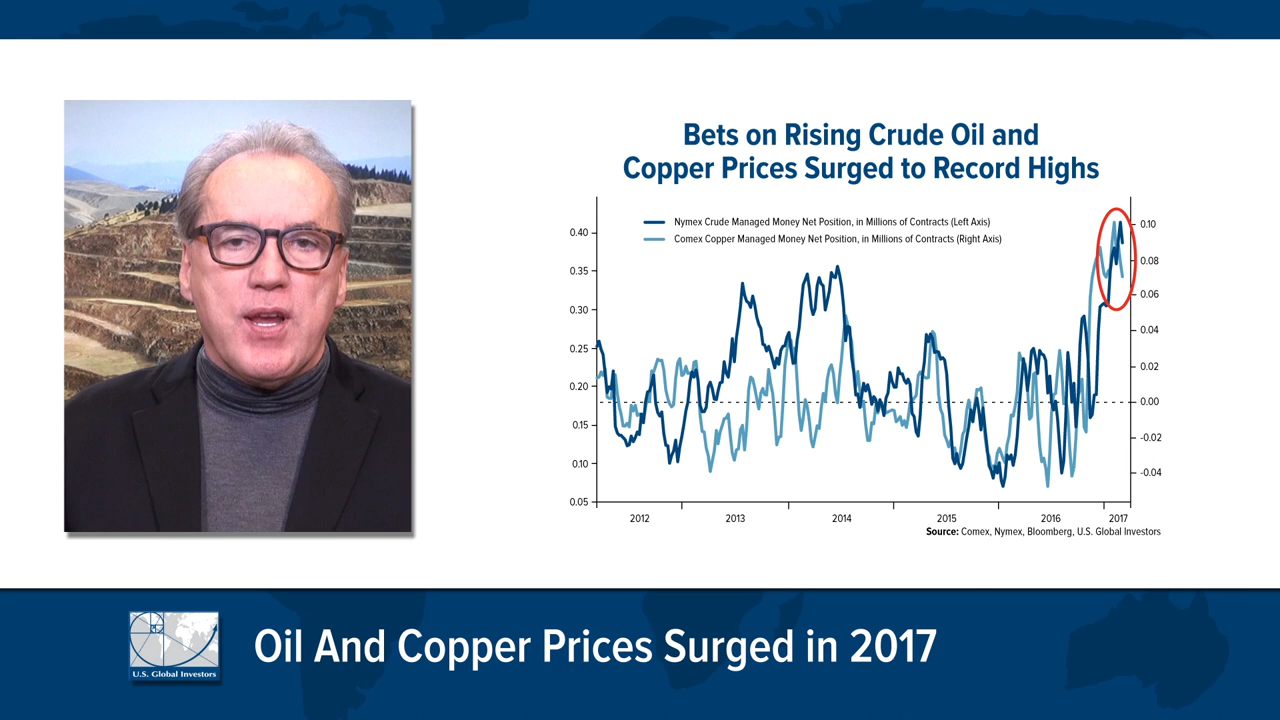 Bets on Rising Crude Oil and
Copper Prices Surged to Record Highs
Nymex Crude Managed Money Net Position, in Millions of Contracts (Left Axis)
Comex Copper Managed Money Net Position, in Millions of Contracts (Right Axis)
0.40
0.35
0.30
0.25
0.20
0.15
0.10
0.05
0.10
0.08
0.06
0.04
0.02
0.00
-0.02
-0.04
2012 2013 2014 2015 2016 2017
Source: Comex, Nymex, Bloomberg, U.S. Global Investors
U.S. Global Investors
Oil And Copper Prices Surged in 2017